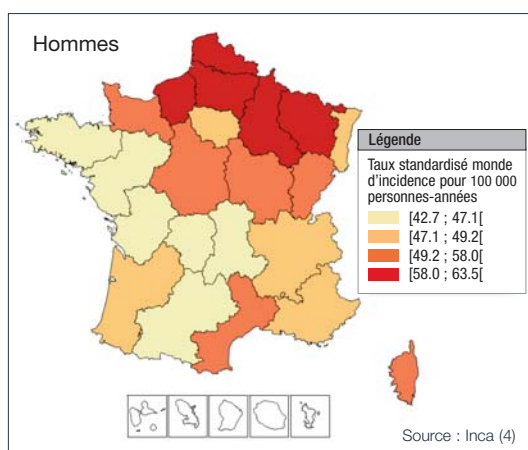 Hommes
Légende
Taux standardisé monde
d'incidence pour 100 000
personnes-années
[42.7 ; 47.1[
[47.1 ; 49.2[
[49.2 ; 58.0[
[58.0 ; 63.5[
Source : Inca (4)